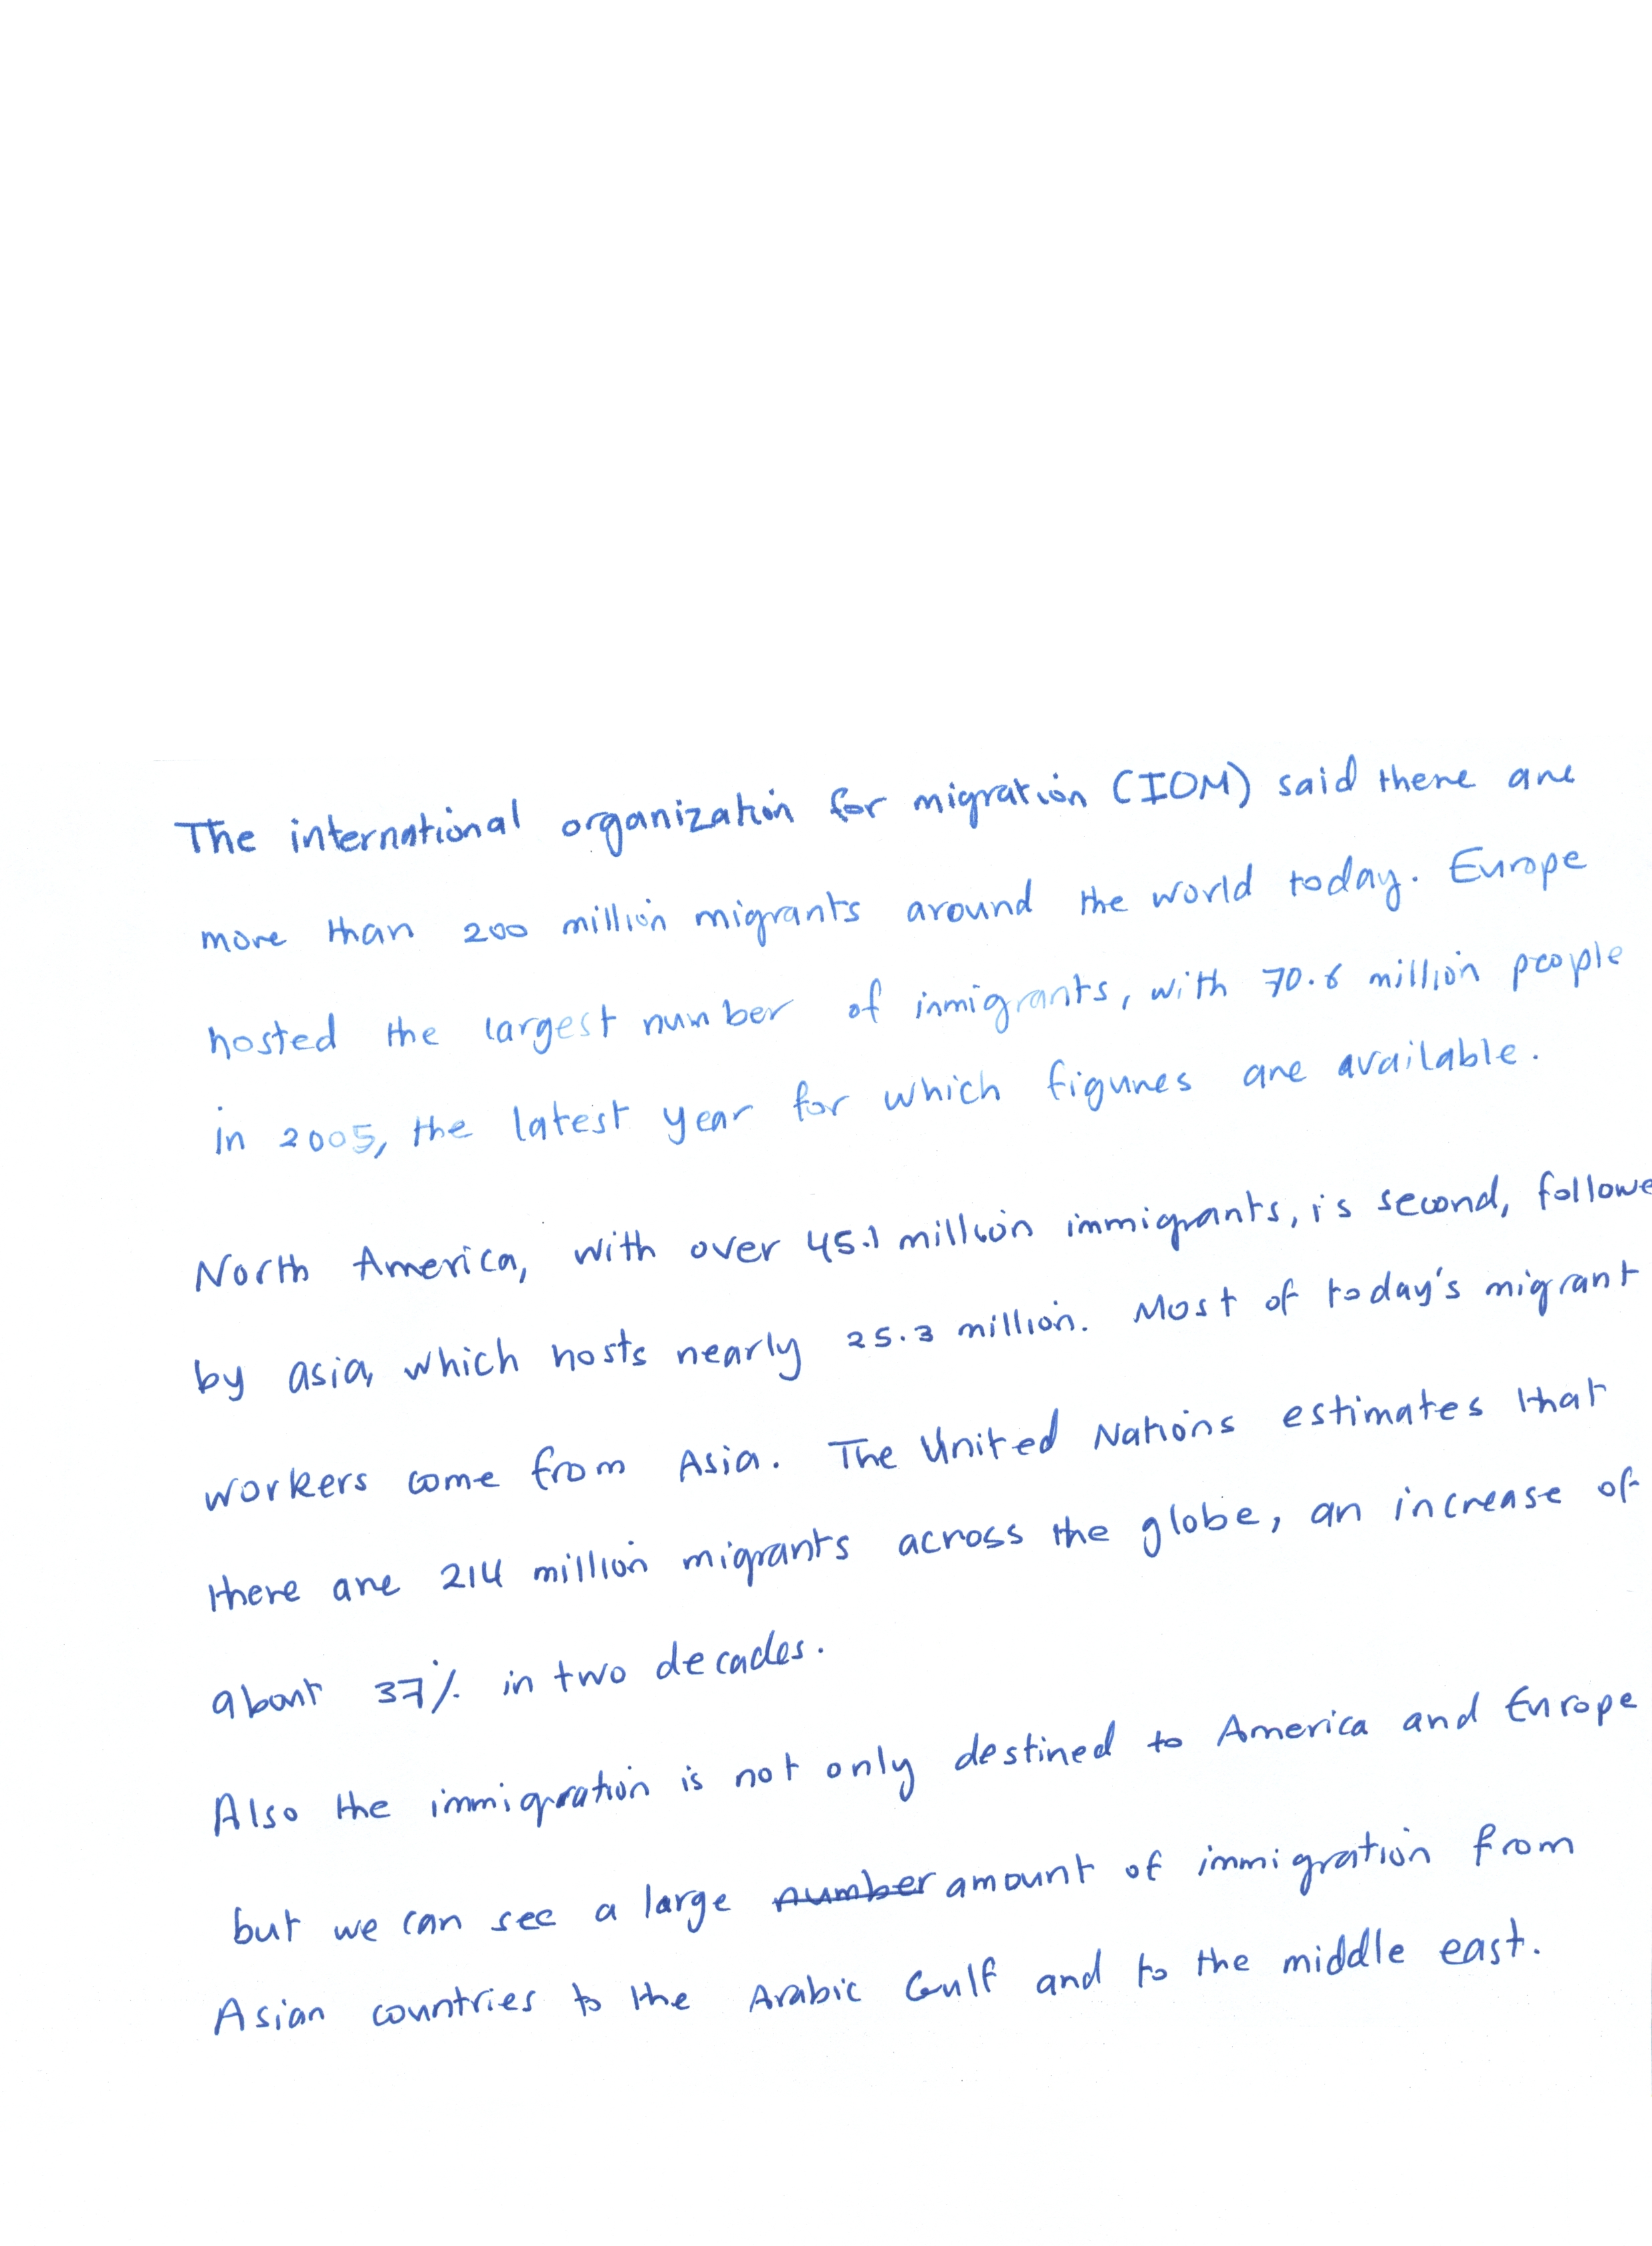 The international organization for migration (IOM) said there are
more than 200 million migrants around the world today. Europe
hosted the largest number of immigrants, with 70.6 million people
in 2005, the latest year for which figures are available.
North America, with over 45.1 million immigrants, is second, followe
by asia, which hosts nearly 25.3 million. Most of today's migrant
workers come from Asia. The United Nations estimates that
there are 214 million migrants across the globe, an increase of
about 37% in two decades.
Also the immigration is not only destined to America and Europe
but we can see a large number amount of immigration from
Asian countries to the Arabic Gulf and to the middle east.